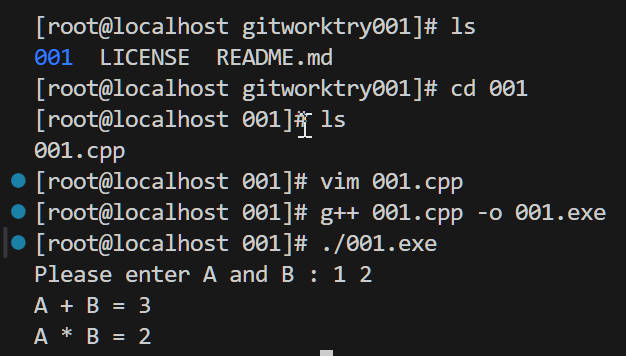 [root@localhost gitworktry001]# ls
001  LICENSE  README.md
[root@localhost gitworktry001]# cd 001
[root@localhost 001]# ls
001.cpp
[root@localhost 001]# vim 001.cpp
[root@localhost 001]# g++ 001.cpp -o 001.exe
[root@localhost 001]# ./001.exe
Please enter A and B : 1 2
A + B = 3
A * B = 2